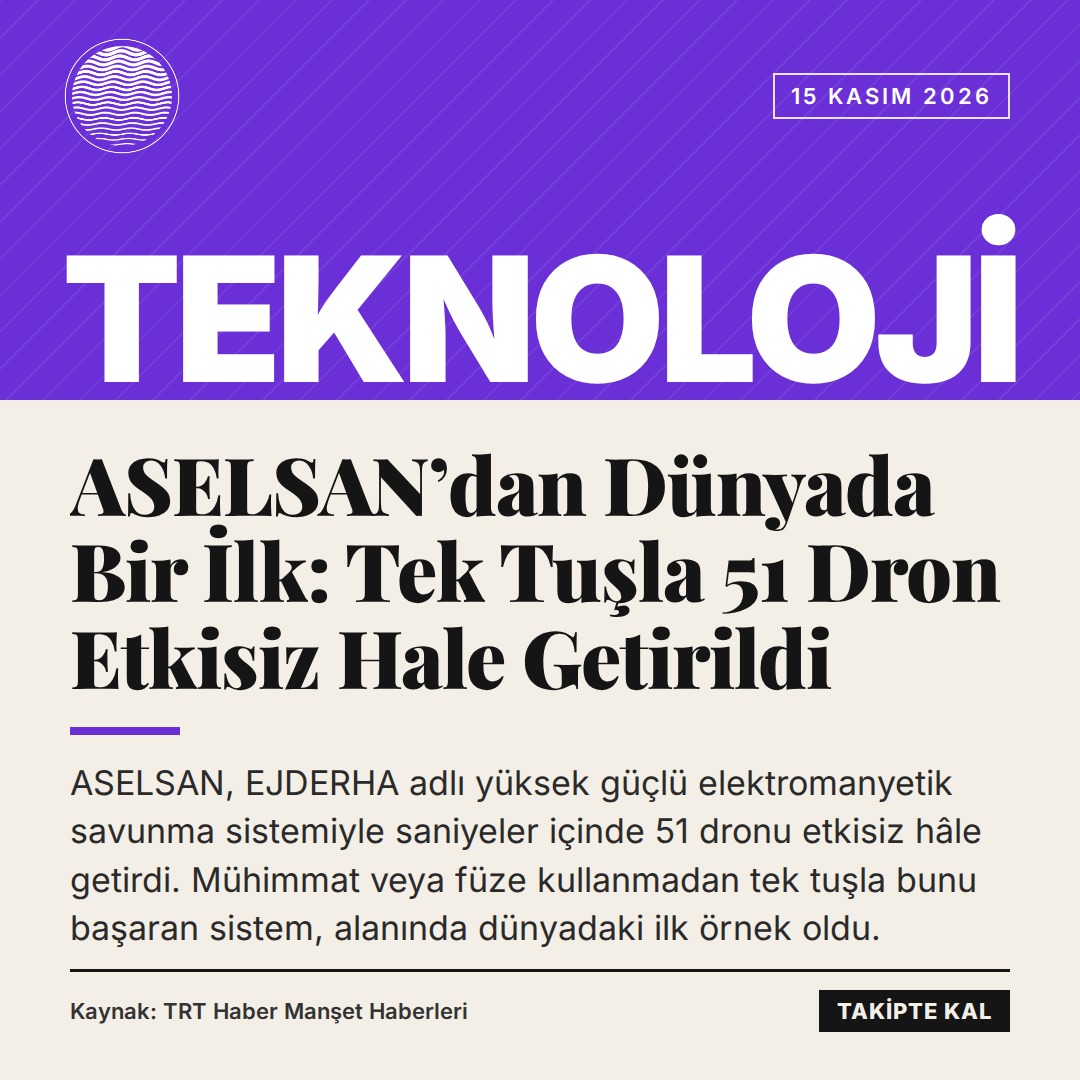 15 KASIM 2026
TEKNOLOJİ
ASELSAN’dan Dünyada
Bir İlk: Tek Tuşla 51 Dron
Etkisiz Hale Getirildi
ASELSAN, EJDERHA adlı yüksek güçlü elektromanyetik
savunma sistemiyle saniyeler içinde 51 dronu etkisiz hâle
getirdi. Mühimmat veya füze kullanmadan tek tuşla bunu
başaran sistem, alanında dünyadaki ilk örnek oldu.
Kaynak: TRT Haber Manşet Haberleri
TAKİPTE KAL